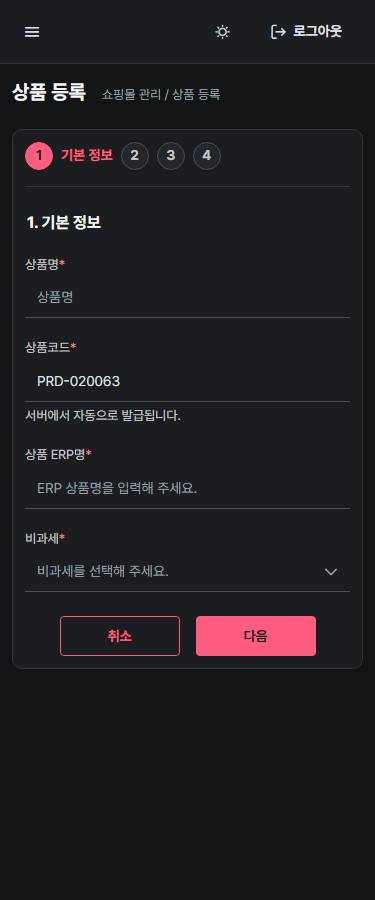 로그아웃
상품 등록 쇼핑몰 관리 / 상품 등록
1 기본 정보 2 3 4
1. 기본 정보
상품명*
상품명
상품코드*
PRD-020063
서버에서 자동으로 발급됩니다.
상품 ERP명*
ERP 상품명을 입력해 주세요.
비과세*
비과세를 선택해 주세요.
취소 다음